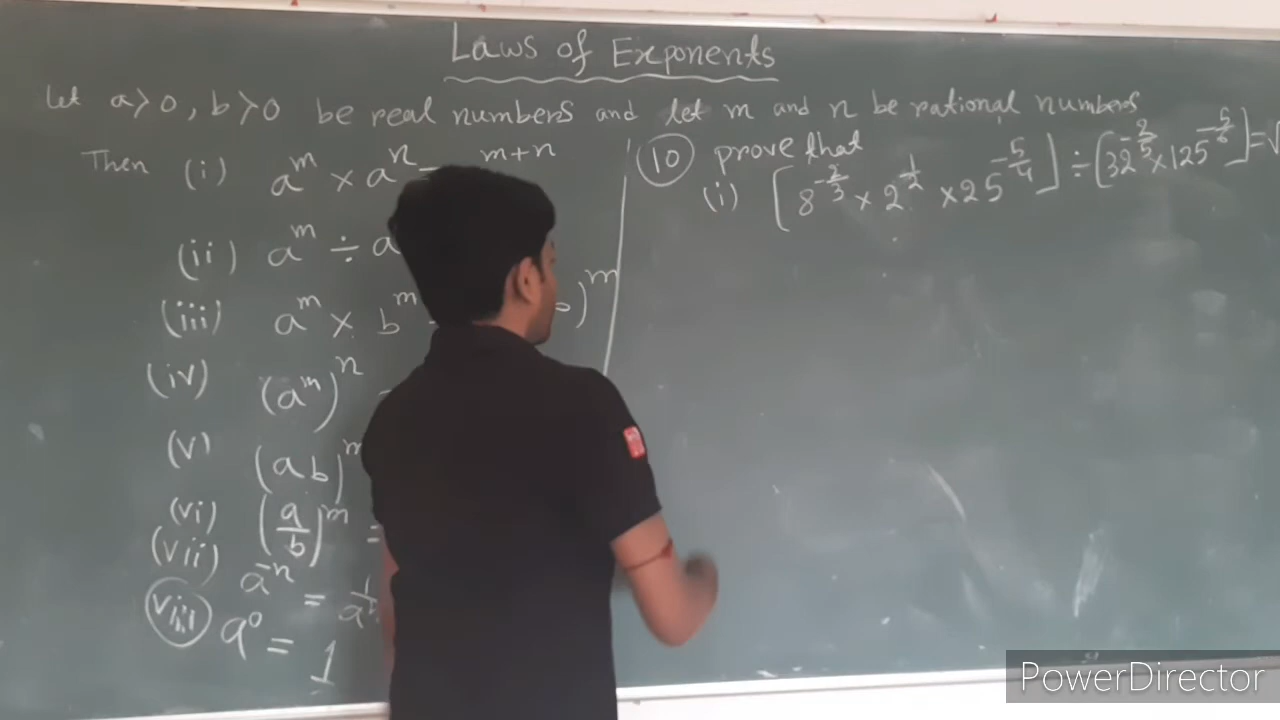 Laws of Exponents
Let a > 0, b > 0 be real numbers and let m and n be rational numbers
Then (i) a^m × a^n = ^m+n
(ii) a^m ÷ a
(iii) a^m × b^m )^m
(iv) (a^m)^n
(v) (ab)^m
(vi) (a/b)^m =
(vii) a^-n = 1/a^n
(viii) a^0 = 1
(10) prove that
(i) [8^-2/3 × 2^1/2 × 25^-5/4] ÷ [32^-2/5 × 125^-5/6] = √
PowerDirector